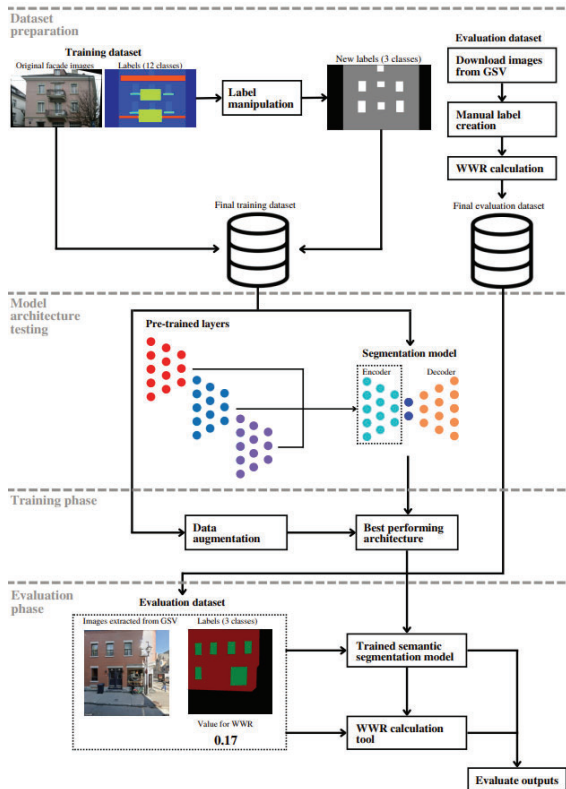 Dataset
preparation
Training dataset
Original facade images
Labels (12 classes)
Label
manipulation
New labels (3 classes)
Evaluation dataset
Download images
from GSV
Manual label
creation
WWR calculation
Final training dataset
Final evaluation dataset
Model
architecture
testing
Pre-trained layers
Segmentation model
Encoder
Decoder
Training phase
Data
augmentation
Best performing
architecture
Evaluation
phase
Evaluation dataset
Images extracted from GSV
Labels (3 classes)
Value for WWR
0.17
Trained semantic
segmentation model
WWR calculation
tool
Evaluate outputs